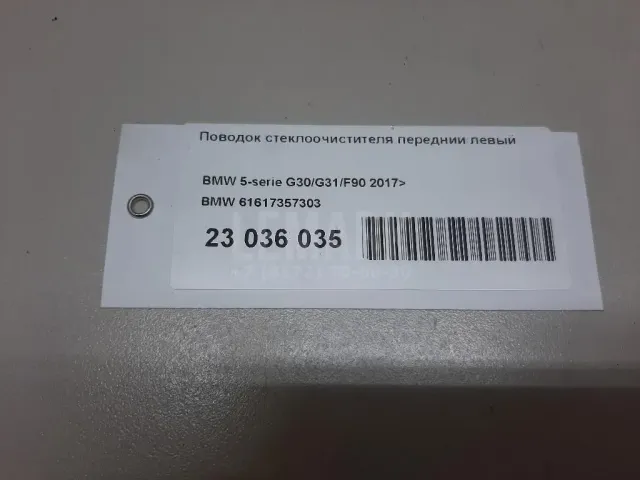 Поводок стеклоочистителя передний левый
BMW 5-serie G30/G31/F90 2017>
BMW 61617357303
23 036 035